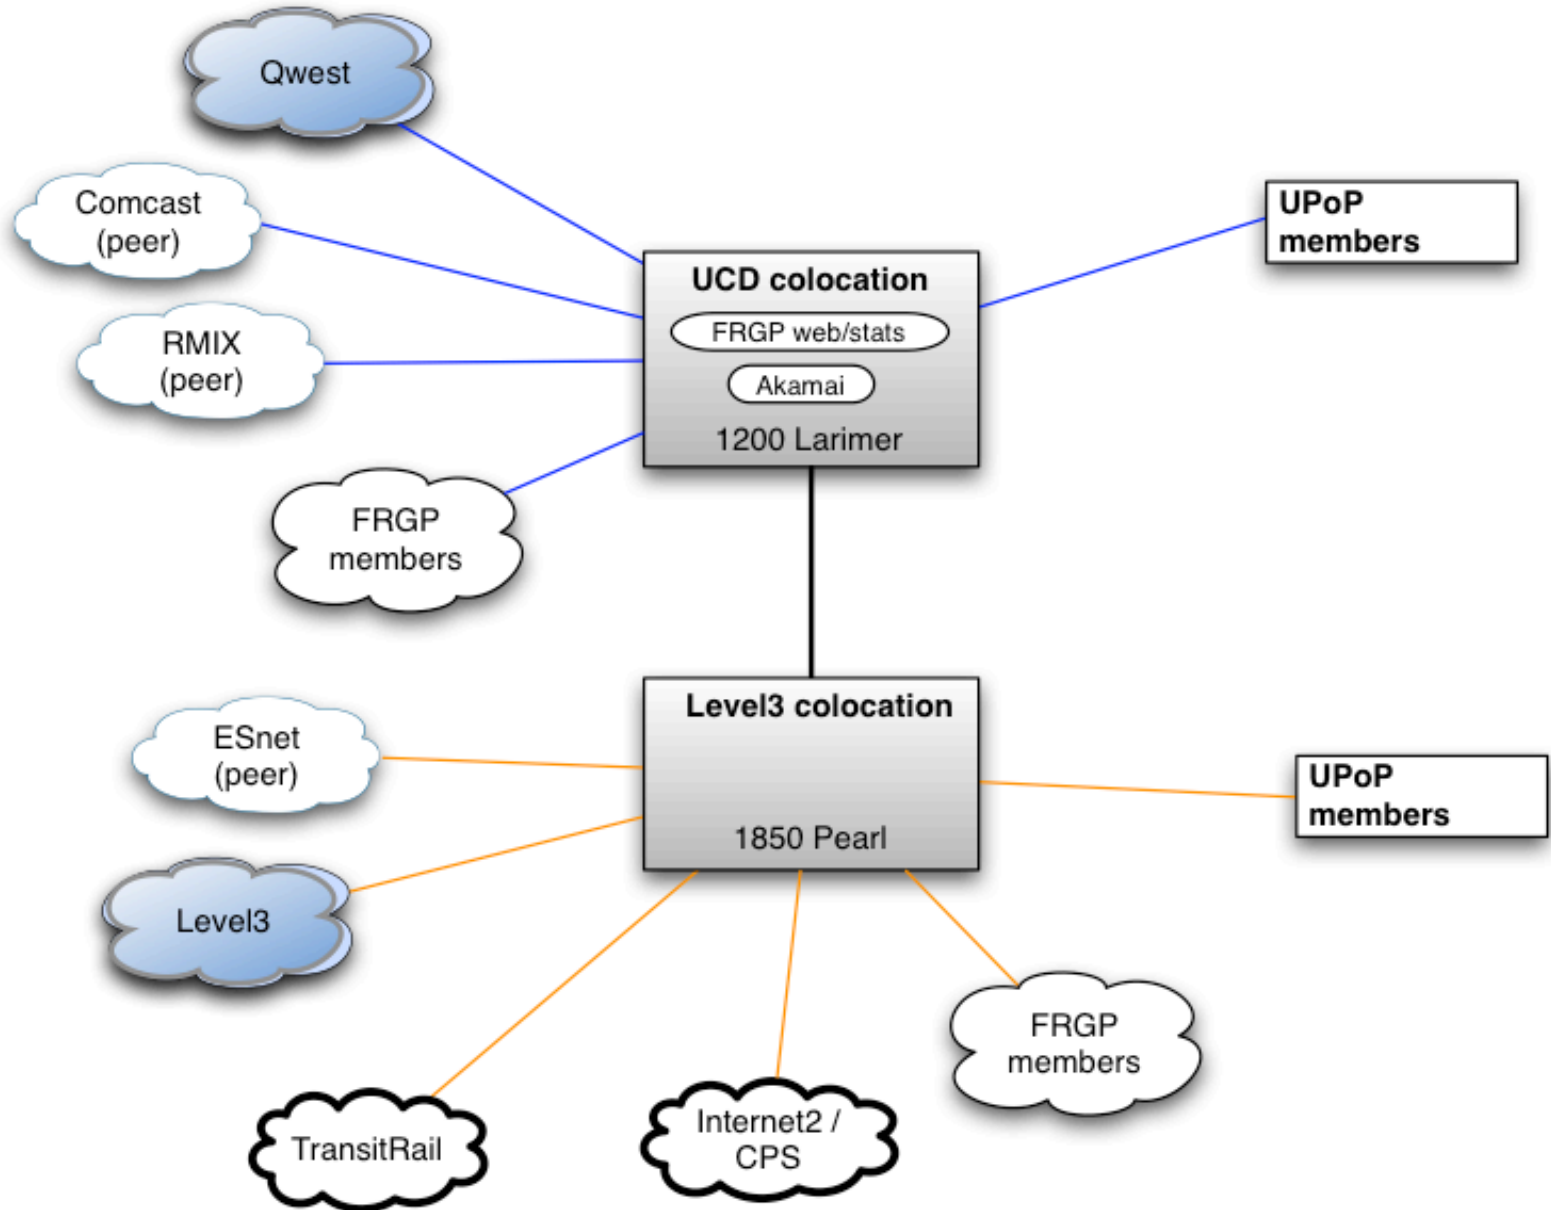 Qwest
Comcast
(peer)
RMIX
(peer)
FRGP
members
UCD colocation
FRGP web/stats
Akamai
1200 Larimer
UPoP
members
Level3 colocation
1850 Pearl
ESnet
(peer)
Level3
TransitRail
Internet2 /
CPS
FRGP
members
UPoP
members